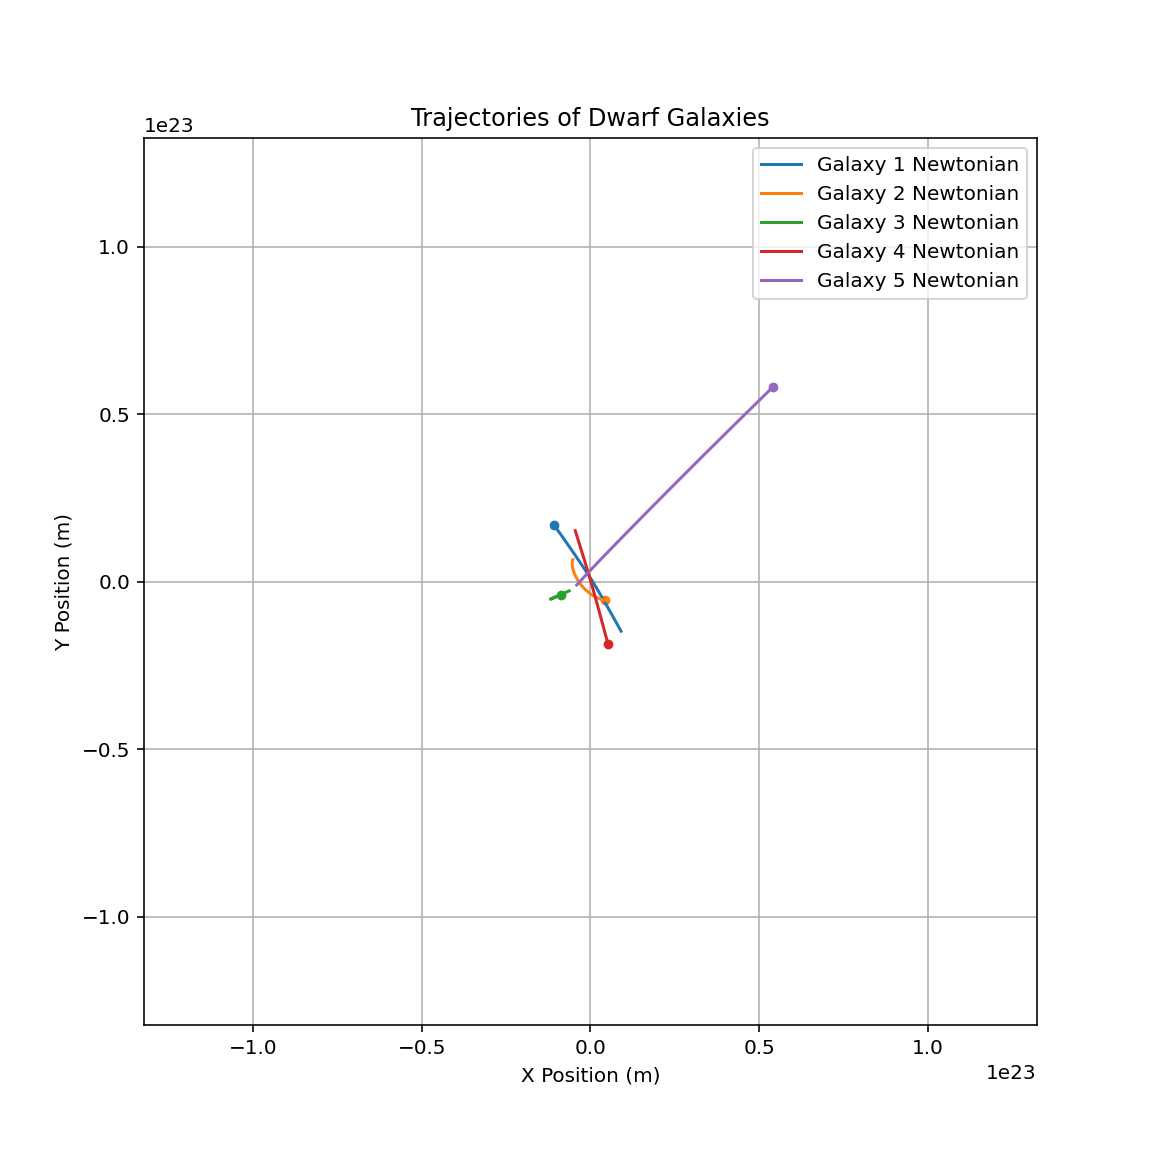 Trajectories of Dwarf Galaxies
1e23
Galaxy 1 Newtonian
Galaxy 2 Newtonian
Galaxy 3 Newtonian
Galaxy 4 Newtonian
Galaxy 5 Newtonian
1.0
0.5
0.0
−0.5
−1.0
Y Position (m)
−1.0 −0.5 0.0 0.5 1.0
1e23
X Position (m)